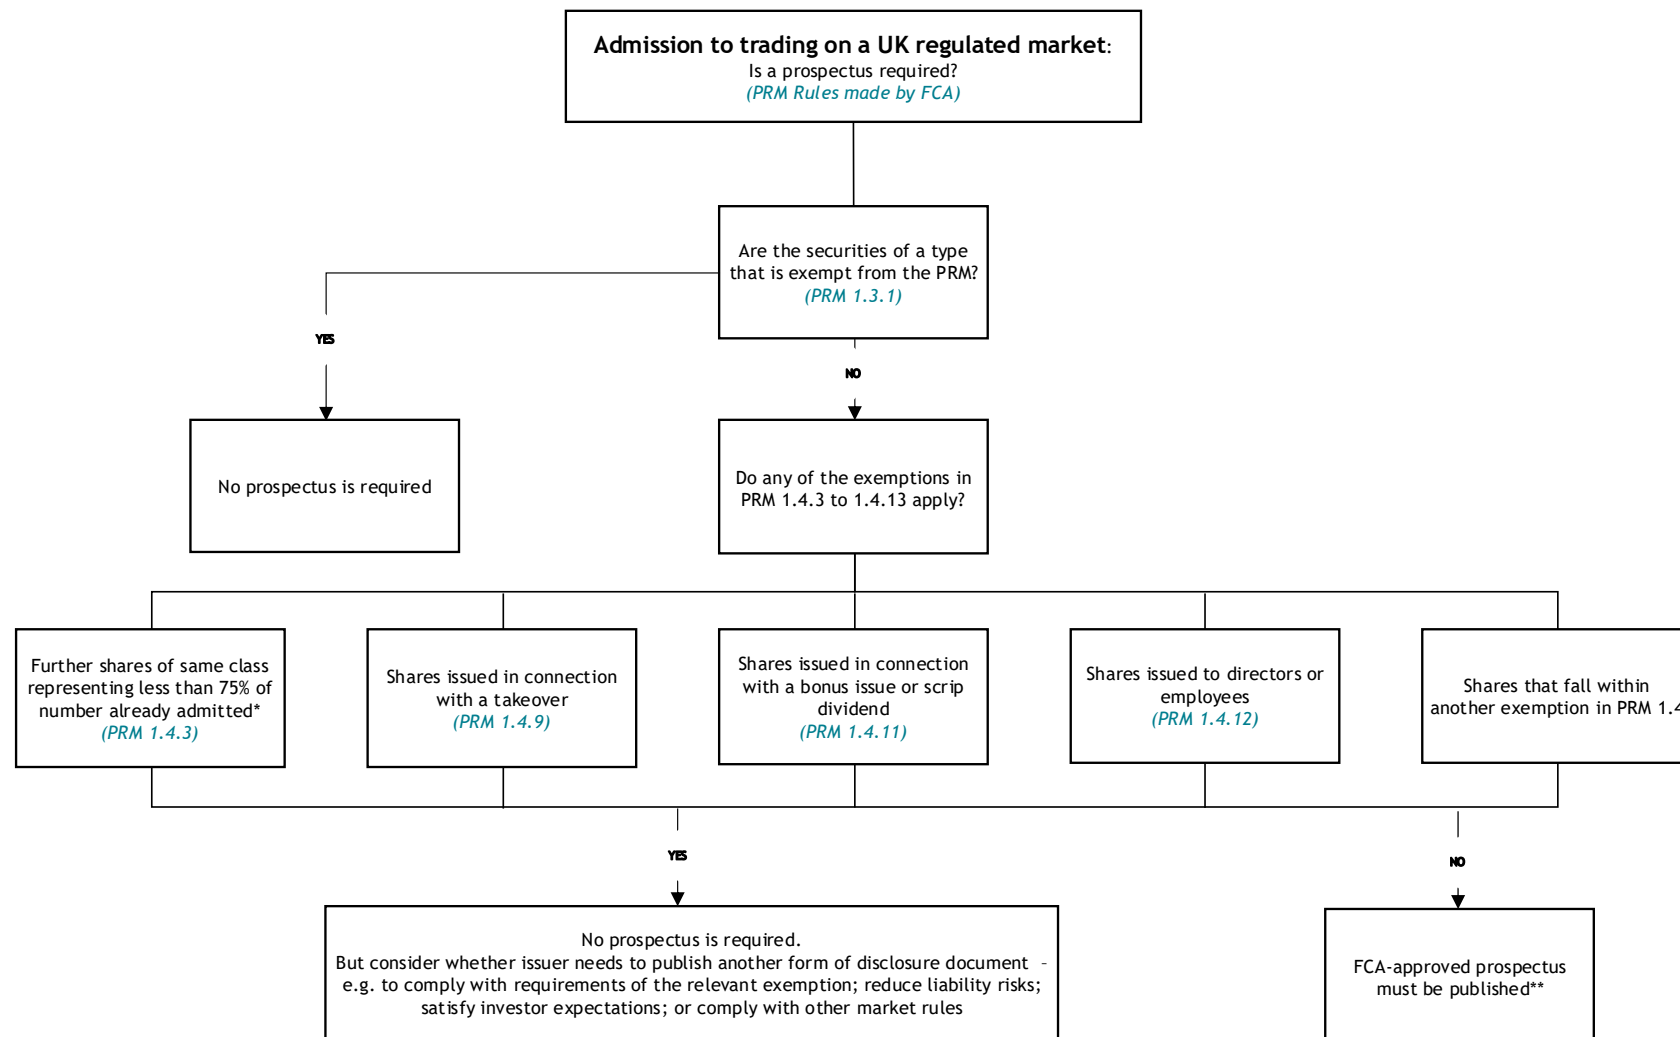 Admission to trading on a UK regulated market:
Is a prospectus required?
(PRM Rules made by FCA)
Are the securities of a type
that is exempt from the PRM?
(PRM 1.3.1)
YES
NO
No prospectus is required
Do any of the exemptions in
PRM 1.4.3 to 1.4.13 apply?
Further shares of same class
representing less than 75% of
number already admitted*
(PRM 1.4.3)
Shares issued in connection
with a takeover
(PRM 1.4.9)
Shares issued in connection
with a bonus issue or scrip
dividend
(PRM 1.4.11)
Shares issued to directors or
employees
(PRM 1.4.12)
Shares that fall within
another exemption in PRM 1.4
YES
NO
No prospectus is required.
But consider whether issuer needs to publish another form of disclosure document –
e.g. to comply with requirements of the relevant exemption; reduce liability risks;
satisfy investor expectations; or comply with other market rules
FCA-approved prospectus
must be published**